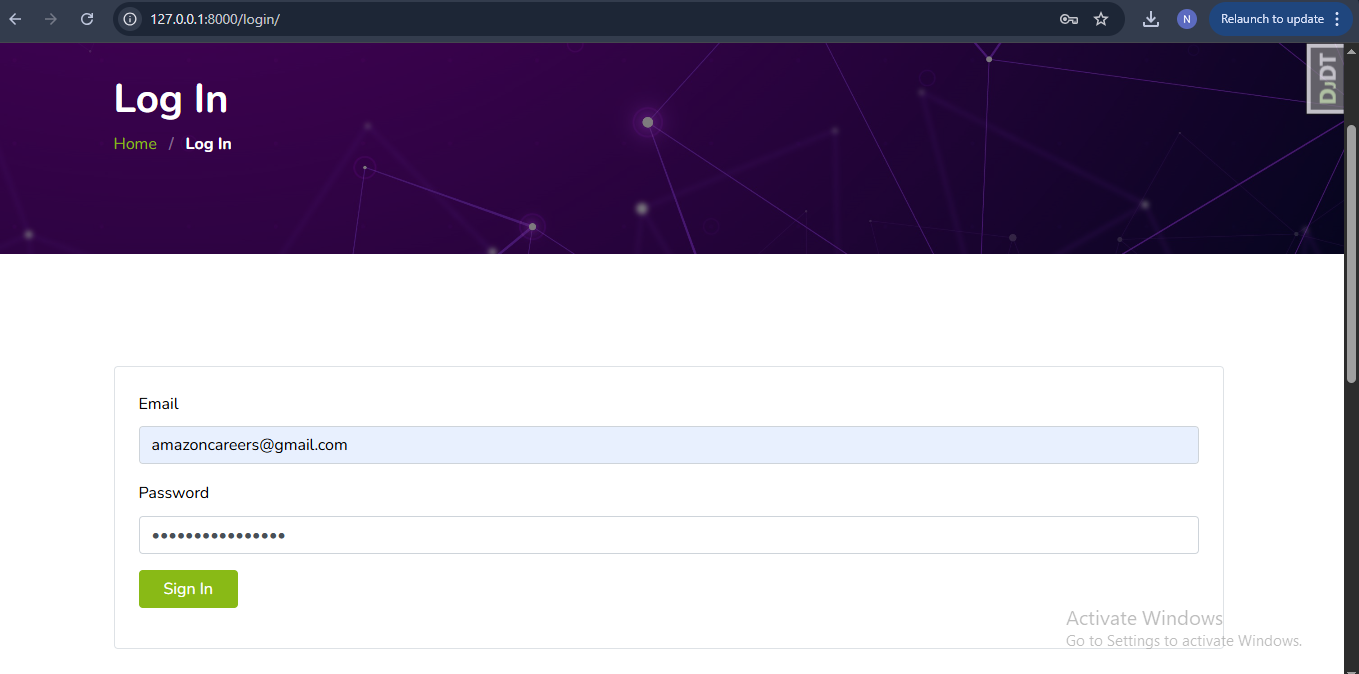 127.0.0.1:8000/login/
N
Relaunch to update
Log In
DJDT
Home / Log In
Email
amazoncareers@gmail.com
Password
••••••••••••••••
Sign In
Activate Windows
Go to Settings to activate Windows.